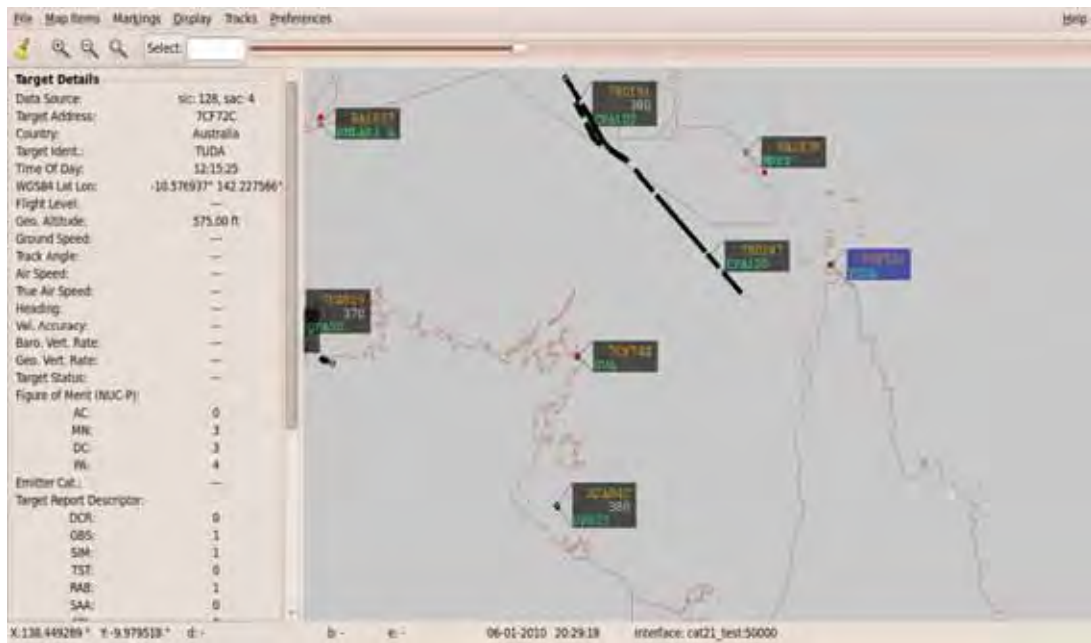 File Map Items Markings Display Tracks Preferences Help
Select:
Target Details
Data Source: sic: 128, sac: 4
Target Address: 7CF72C
Country: Australia
Target Ident.: TUDA
Time Of Day: 12:15:25
WGS84 Lat Lon: -10.576937° 142.227566°
Flight Level: ---
Geo. Altitude: 575.00 ft
Ground Speed: ---
Track Angle: ---
Air Speed: ---
True Air Speed: ---
Heading: ---
Vel. Accuracy: ---
Baro. Vert. Rate: ---
Geo. Vert. Rate: ---
Target Status: ---
Figure of Merit (NUC-P):
AC: 0
MN: 3
DC: 3
PA: 4
Emitter Cat.: ---
Target Report Descriptor:
DCR: 0
GBS: 1
SIM: 1
TST: 0
RAB: 1
SAA: 0
380
370
380
X:138.449289 ° Y:-9.979518 ° d: - b: - e: - 06-01-2010 20:29:19 Interface: cat21_test:50000